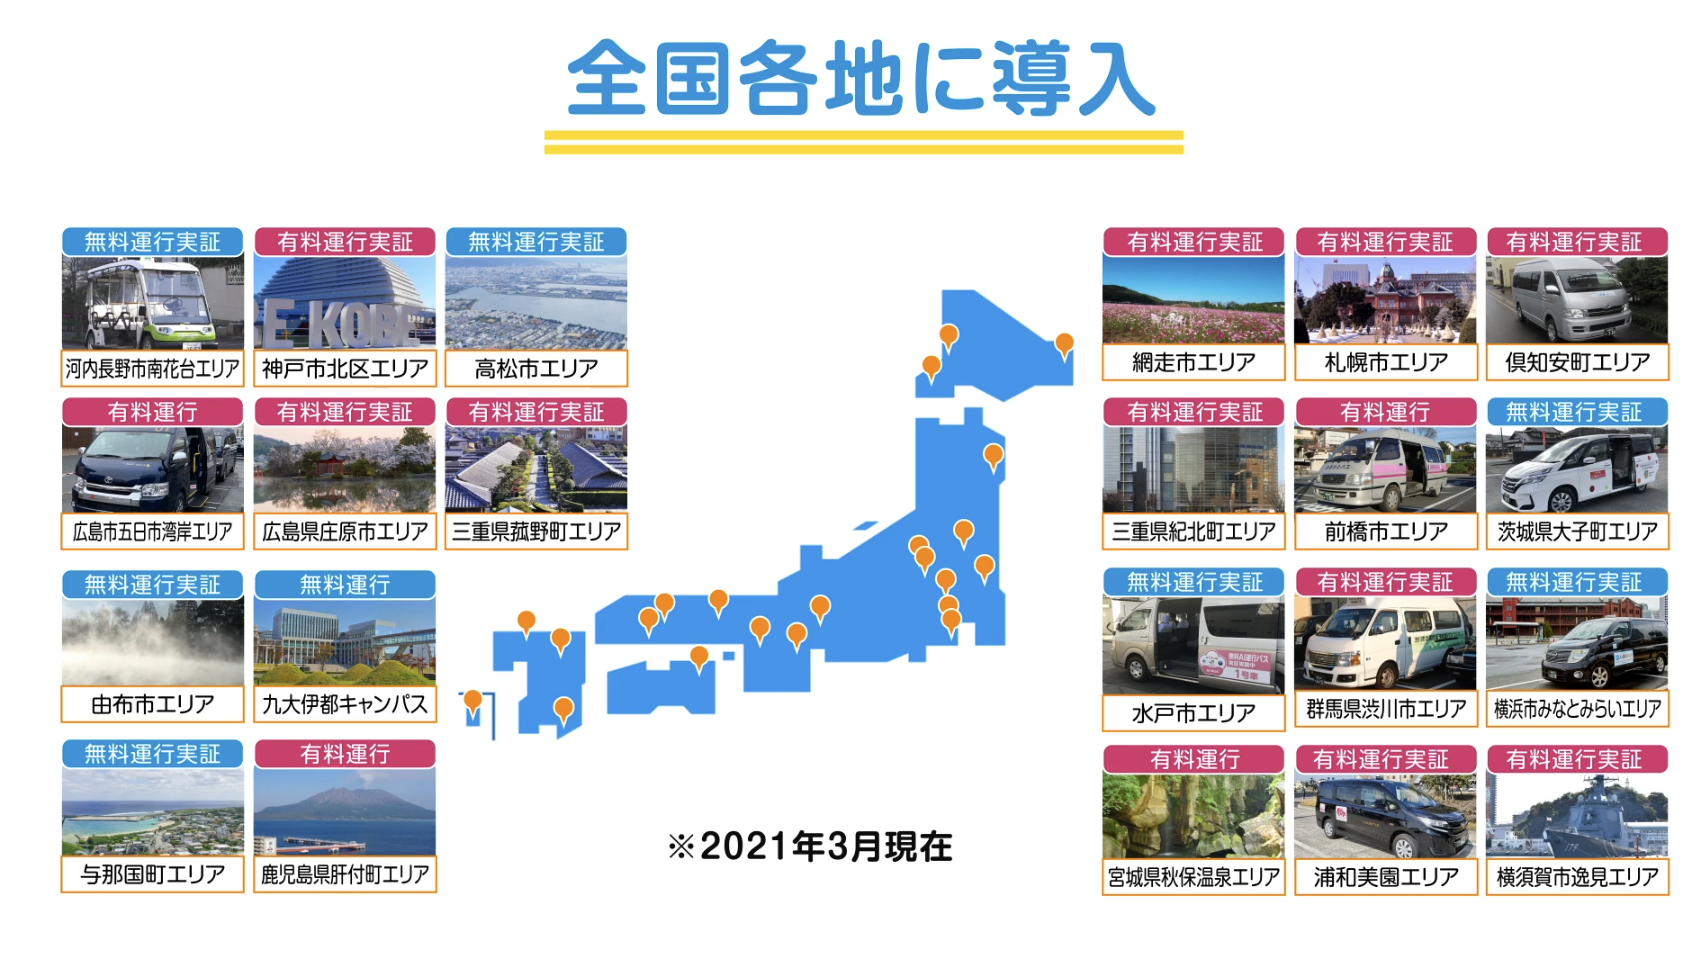 全国各地に導入
無料運行実証
河内長野市南花台エリア
有料運行実証
E KOBE
神戸市北区エリア
無料運行実証
高松市エリア
有料運行
広島市五日市湾岸エリア
有料運行実証
広島県庄原市エリア
有料運行実証
三重県菰野町エリア
無料運行実証
由布市エリア
無料運行
九大伊都キャンパス
無料運行実証
与那国町エリア
有料運行
鹿児島県肝付町エリア
※2021年3月現在
有料運行実証
網走市エリア
有料運行実証
札幌市エリア
有料運行実証
倶知安町エリア
有料運行実証
三重県紀北町エリア
有料運行
前橋市エリア
無料運行実証
茨城県大子町エリア
無料運行実証
1号車
水戸市エリア
有料運行実証
群馬県渋川市エリア
無料運行実証
横浜市みなとみらいエリア
有料運行
宮城県秋保温泉エリア
有料運行実証
浦和美園エリア
有料運行実証
179
横須賀市逸見エリア